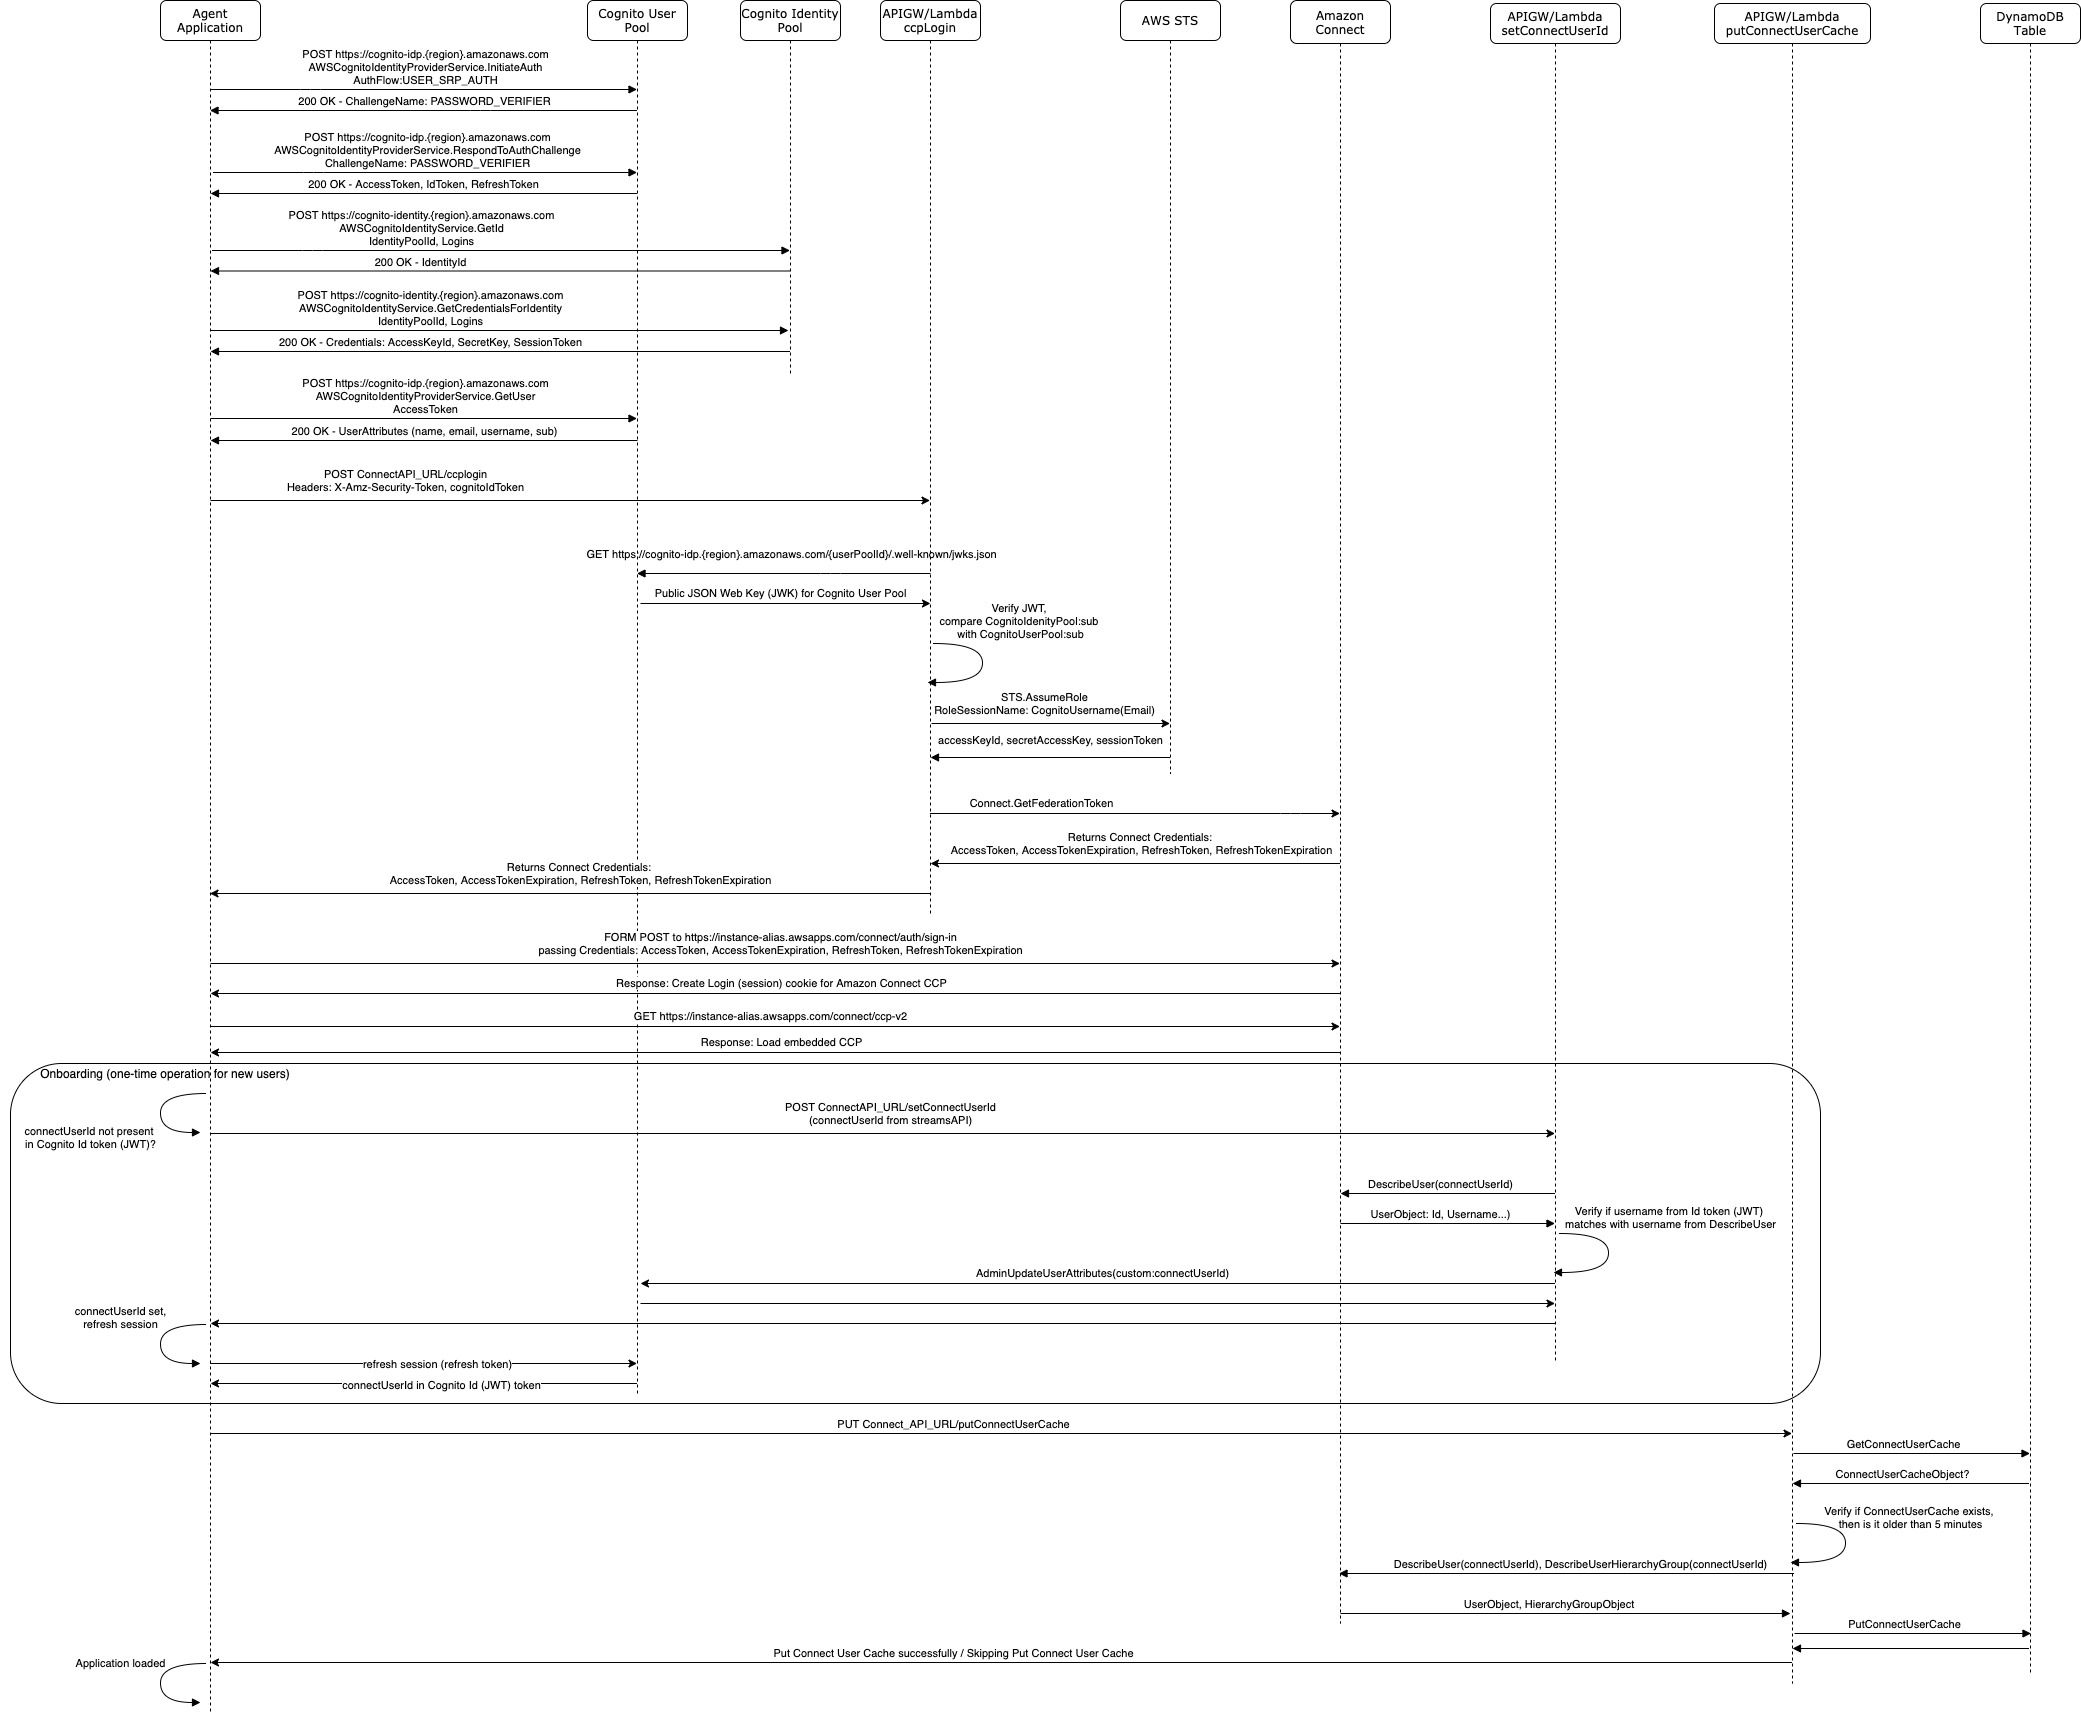 Agent
Application
Cognito User
Pool
Cognito Identity
Pool
APIGW/Lambda
ccpLogin
AWS STS
Amazon
Connect
APIGW/Lambda
setConnectUserId
APIGW/Lambda
putConnectUserCache
DynamoDB
Table
POST https://cognito-idp.{region}.amazonaws.com
AWSCognitoIdentityProviderService.InitiateAuth
AuthFlow:USER_SRP_AUTH
200 OK - ChallengeName: PASSWORD_VERIFIER
POST https://cognito-idp.{region}.amazonaws.com
AWSCognitoIdentityProviderService.RespondToAuthChallenge
ChallengeName: PASSWORD_VERIFIER
200 OK - AccessToken, IdToken, RefreshToken
POST https://cognito-identity.{region}.amazonaws.com
AWSCognitoIdentityService.GetId
IdentityPoolId, Logins
200 OK - IdentityId
POST https://cognito-identity.{region}.amazonaws.com
AWSCognitoIdentityService.GetCredentialsForIdentity
IdentityPoolId, Logins
200 OK - Credentials: AccessKeyId, SecretKey, SessionToken
POST https://cognito-idp.{region}.amazonaws.com
AWSCognitoIdentityProviderService.GetUser
AccessToken
200 OK - UserAttributes (name, email, username, sub)
POST ConnectAPI_URL/ccplogin
Headers: X-Amz-Security-Token, cognitoIdToken
GET https://cognito-idp.{region}.amazonaws.com/{userPoolId}/.well-known/jwks.json
Public JSON Web Key (JWK) for Cognito User Pool
Verify JWT,
compare CognitoIdenityPool:sub
with CognitoUserPool:sub
STS.AssumeRole
RoleSessionName: CognitoUsername(Email)
accessKeyId, secretAccessKey, sessionToken
Connect.GetFederationToken
Returns Connect Credentials:
AccessToken, AccessTokenExpiration, RefreshToken, RefreshTokenExpiration
Returns Connect Credentials:
AccessToken, AccessTokenExpiration, RefreshToken, RefreshTokenExpiration
FORM POST to https://instance-alias.awsapps.com/connect/auth/sign-in
passing Credentials: AccessToken, AccessTokenExpiration, RefreshToken, RefreshTokenExpiration
Response: Create Login (session) cookie for Amazon Connect CCP
GET https://instance-alias.awsapps.com/connect/ccp-v2
Response: Load embedded CCP
Onboarding (one-time operation for new users)
connectUserId not present
in Cognito Id token (JWT)?
POST ConnectAPI_URL/setConnectUserId
(connectUserId from streamsAPI)
DescribeUser(connectUserId)
UserObject: Id, Username...)
Verify if username from Id token (JWT)
matches with username from DescribeUser
AdminUpdateUserAttributes(custom:connectUserId)
connectUserId set,
refresh session
refresh session (refresh token)
connectUserId in Cognito Id (JWT) token
PUT Connect_API_URL/putConnectUserCache
GetConnectUserCache
ConnectUserCacheObject?
Verify if ConnectUserCache exists,
then is it older than 5 minutes
DescribeUser(connectUserId), DescribeUserHierarchyGroup(connectUserId)
UserObject, HierarchyGroupObject
PutConnectUserCache
Put Connect User Cache successfully / Skipping Put Connect User Cache
Application loaded